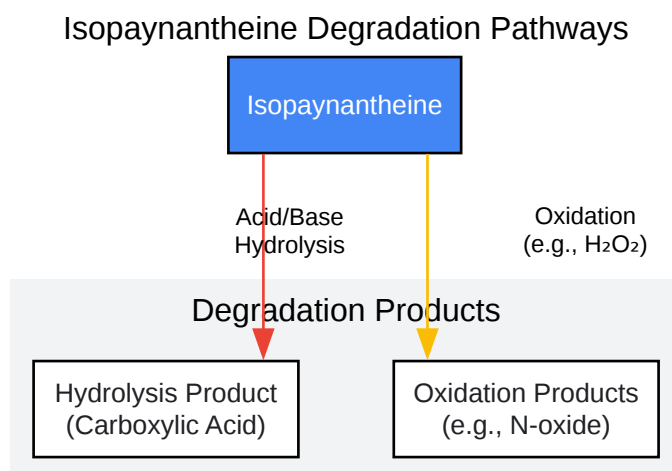 Isopaynantheine Degradation Pathways
Isopaynantheine
Acid/Base
Hydrolysis
Oxidation
(e.g., H₂O₂)
Degradation Products
Hydrolysis Product
(Carboxylic Acid)
Oxidation Products
(e.g., N-oxide)